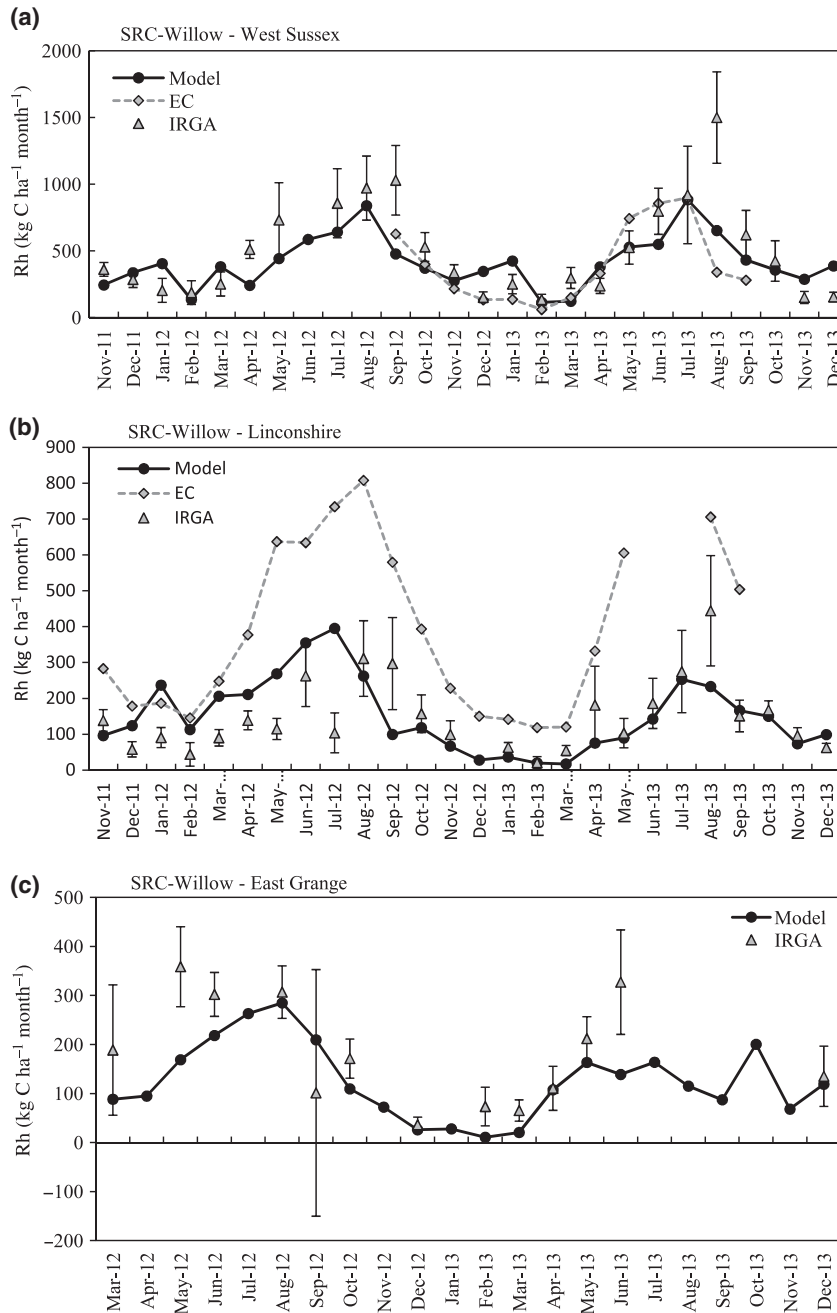 (a)
SRC-Willow - West Sussex
Model
EC
IRGA
Rh (kg C ha⁻¹ month⁻¹)
2000
1500
1000
500
0
Nov-11
Dec-11
Jan-12
Feb-12
Mar-12
Apr-12
May-12
Jun-12
Jul-12
Aug-12
Sep-12
Oct-12
Nov-12
Dec-12
Jan-13
Feb-13
Mar-13
Apr-13
May-13
Jun-13
Jul-13
Aug-13
Sep-13
Oct-13
Nov-13
Dec-13
(b)
SRC-Willow - Linconshire
Model
EC
IRGA
Rh (kg C ha⁻¹ month⁻¹)
900
800
700
600
500
400
300
200
100
0
Nov-11
Dec-11
Jan-12
Feb-12
Mar-...
Apr-12
May-...
Jun-12
Jul-12
Aug-12
Sep-12
Oct-12
Nov-12
Dec-12
Jan-13
Feb-13
Mar-...
Apr-13
May-...
Jun-13
Jul-13
Aug-13
Sep-13
Oct-13
Nov-13
Dec-13
(c)
SRC-Willow - East Grange
Model
IRGA
Rh (kg C ha⁻¹ month⁻¹)
500
400
300
200
100
0
−100
−200
Mar-12
Apr-12
May-12
Jun-12
Jul-12
Aug-12
Sep-12
Oct-12
Nov-12
Dec-12
Jan-13
Feb-13
Mar-13
Apr-13
May-13
Jun-13
Jul-13
Aug-13
Sep-13
Oct-13
Nov-13
Dec-13